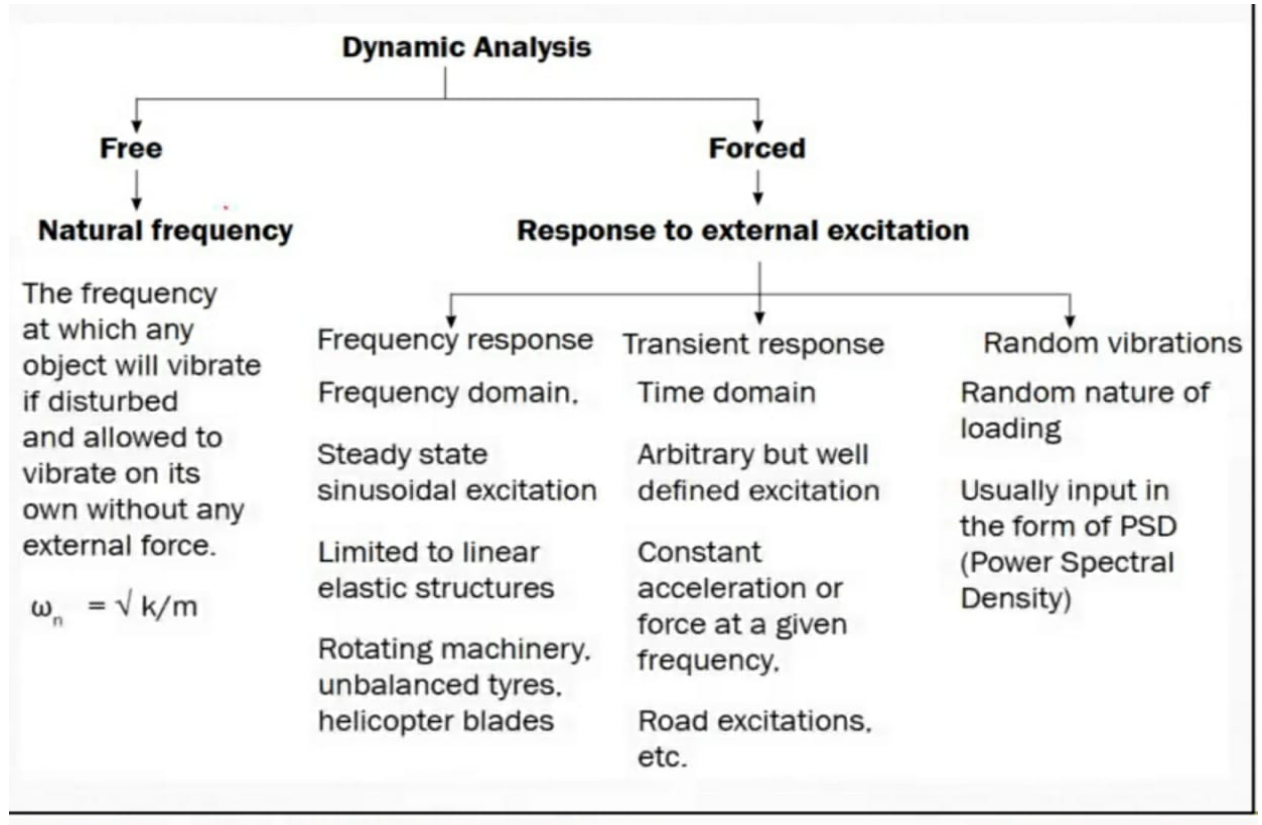 Dynamic Analysis
Free
Forced
Natural frequency
Response to external excitation
The frequency
at which any
object will vibrate
if disturbed
and allowed to
vibrate on its
own without any
external force.
ωn = √ k/m
Frequency response
Frequency domain,
Steady state
sinusoidal excitation
Limited to linear
elastic structures
Rotating machinery,
unbalanced tyres,
helicopter blades
Transient response
Time domain
Arbitrary but well
defined excitation
Constant
acceleration or
force at a given
frequency,
Road excitations,
etc.
Random vibrations
Random nature of
loading
Usually input in
the form of PSD
(Power Spectral
Density)